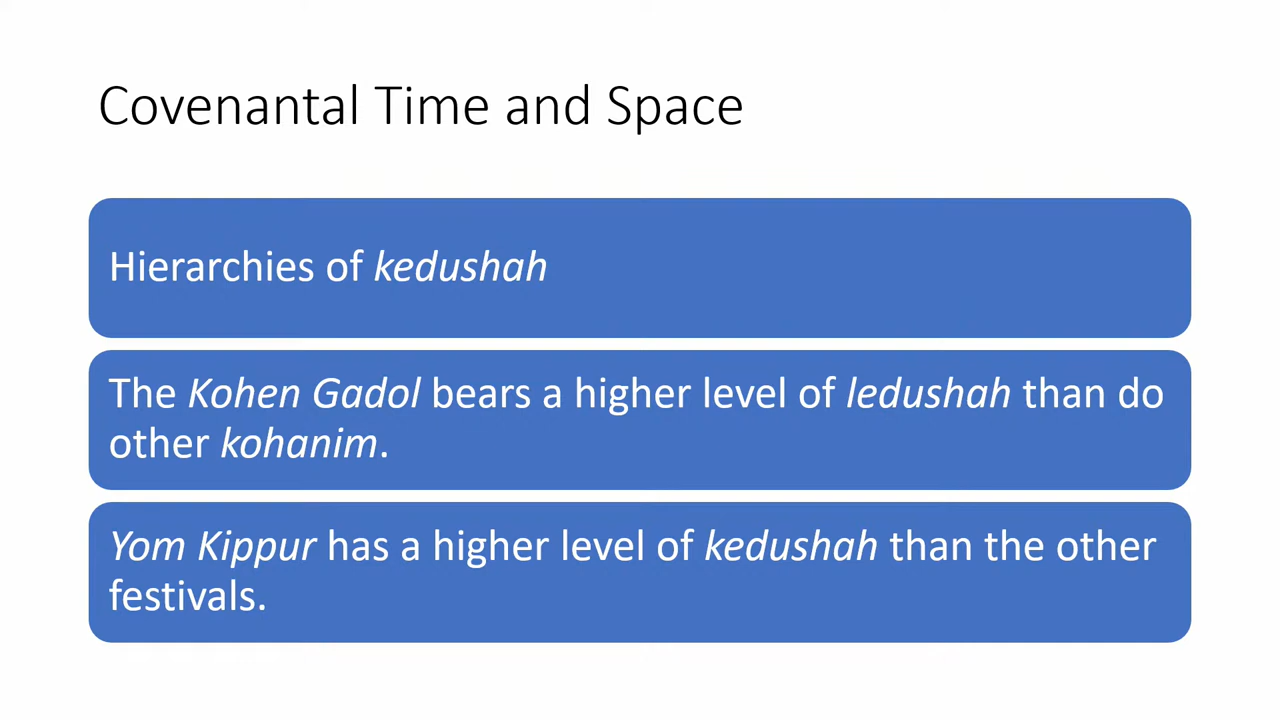 Covenantal Time and Space
Hierarchies of kedushah
The Kohen Gadol bears a higher level of ledushah than do
other kohanim.
Yom Kippur has a higher level of kedushah than the other
festivals.